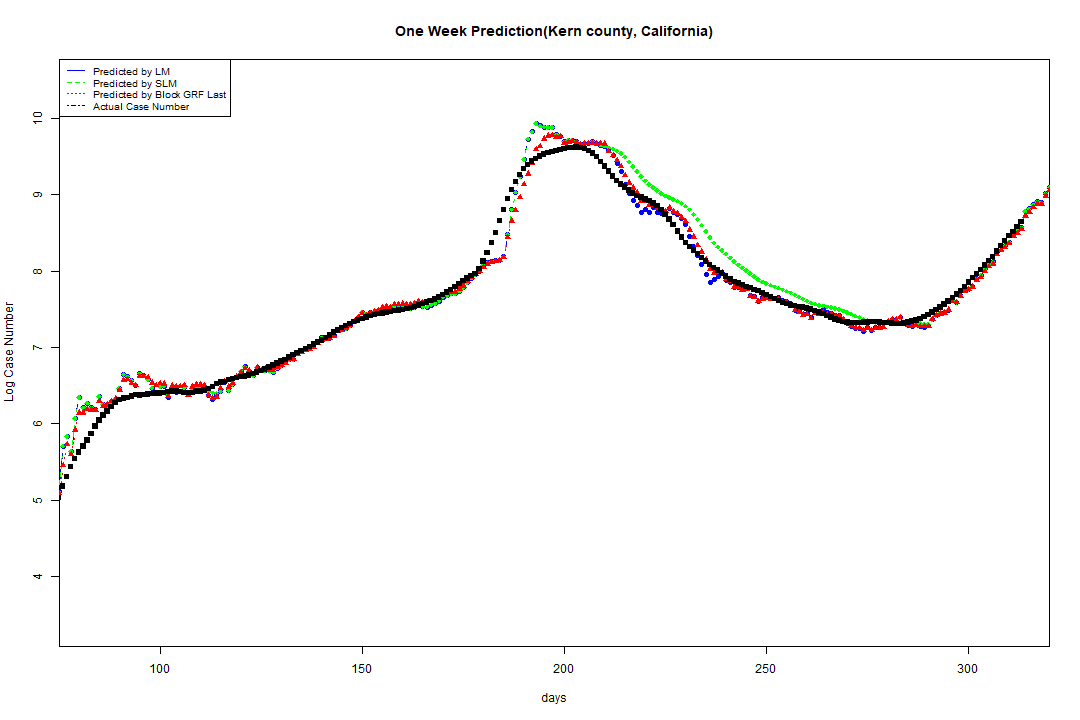 One Week Prediction(Kern county, California)
Predicted by LM
Predicted by SLM
Predicted by Block GRF Last
Actual Case Number
Log Case Number
10
9
8
7
6
5
4
100
150
200
250
300
days